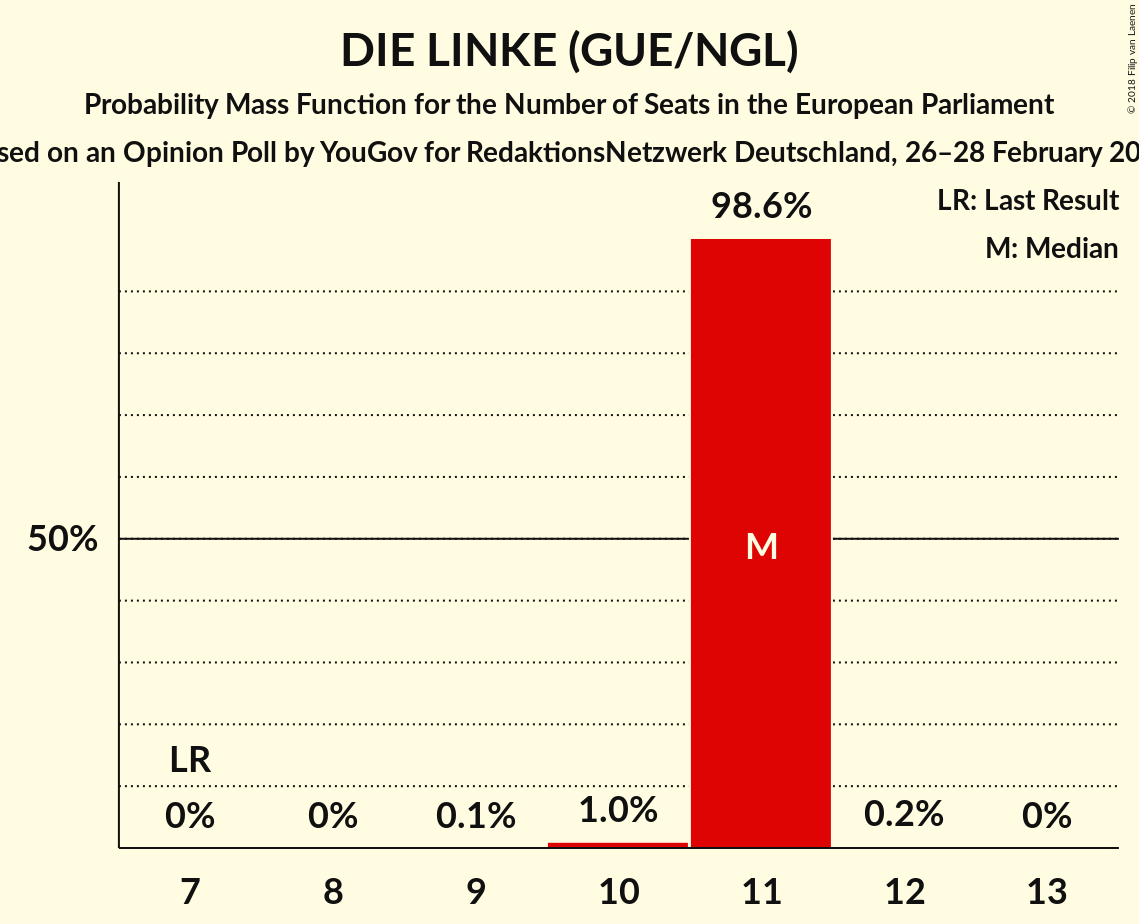 DIE LINKE (GUE/NGL)
Probability Mass Function for the Number of Seats in the European Parliament
sed on an Opinion Poll by YouGov for RedaktionsNetzwerk Deutschland, 26–28 February 20
© 2018 Filip van Laenen
LR: Last Result
M: Median
98.6%
50%
M
LR
0%
0%
0.1%
1.0%
0.2%
0%
7
8
9
10
11
12
13